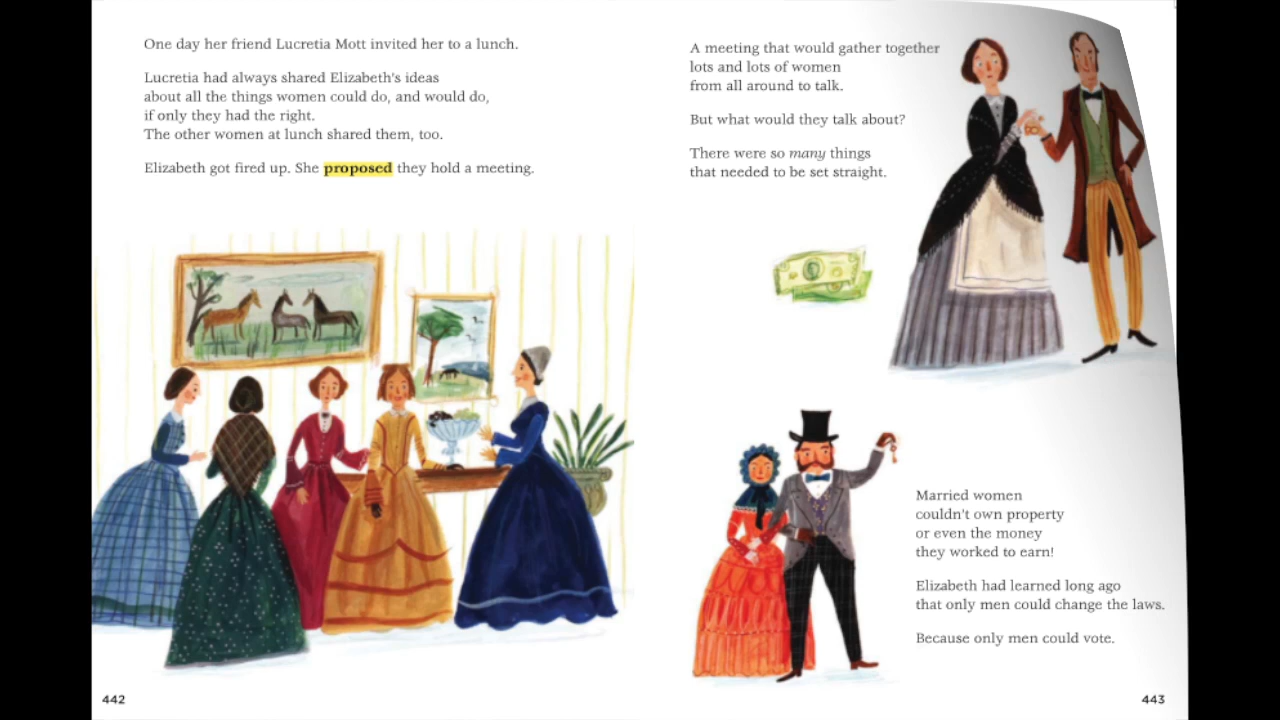 One day her friend Lucretia Mott invited her to a lunch.
Lucretia had always shared Elizabeth's ideas
about all the things women could do, and would do,
if only they had the right.
The other women at lunch shared them, too.
Elizabeth got fired up. She proposed they hold a meeting.
442
A meeting that would gather together
lots and lots of women
from all around to talk.
But what would they talk about?
There were so many things
that needed to be set straight.
Married women
couldn't own property
or even the money
they worked to earn!
Elizabeth had learned long ago
that only men could change the laws.
Because only men could vote.
443